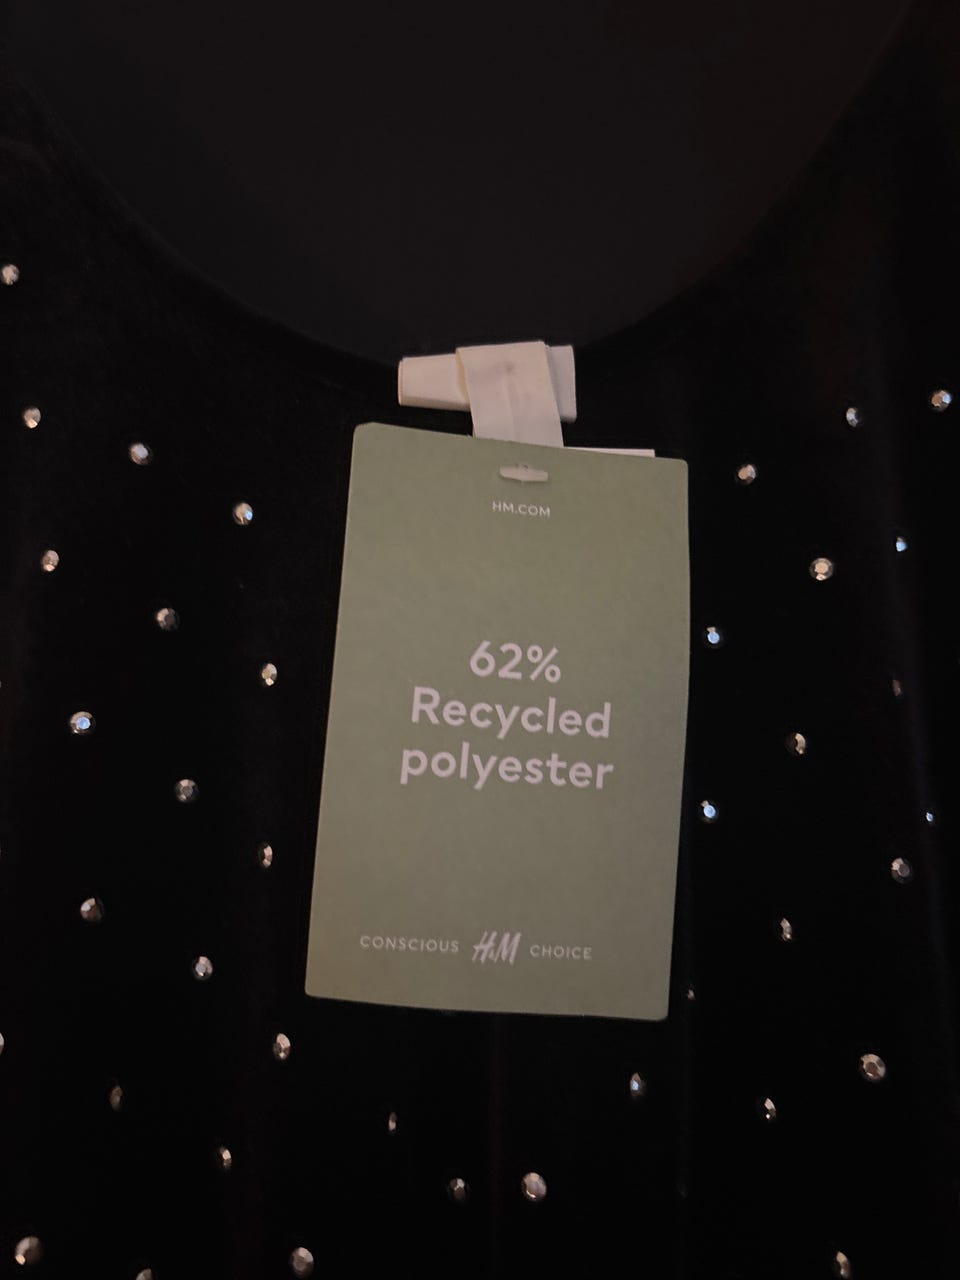 HM.COM
62%
Recycled
polyester
CONSCIOUS H&M CHOICE